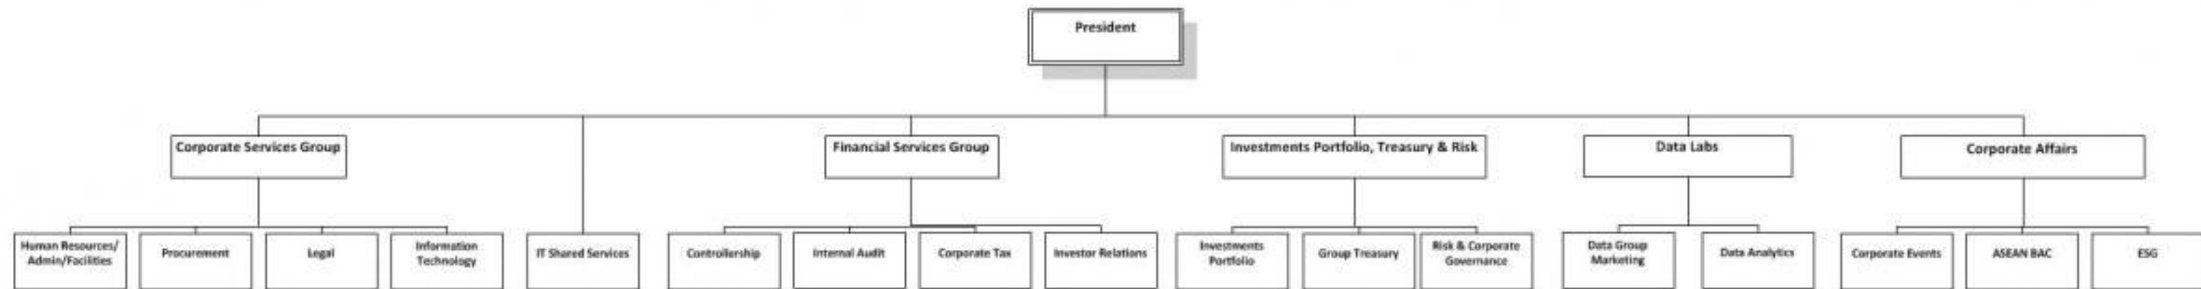 President
Corporate Services Group
Financial Services Group
Investments Portfolio, Treasury & Risk
Data Labs
Corporate Affairs
Human Resources/
Admin/Facilities
Procurement
Legal
Information
Technology
IT Shared Services
Controllership
Internal Audit
Corporate Tax
Investor Relations
Investments
Portfolio
Group Treasury
Risk & Corporate
Governance
Data Group
Marketing
Data Analytics
Corporate Events
ASEAN BAC
ESG